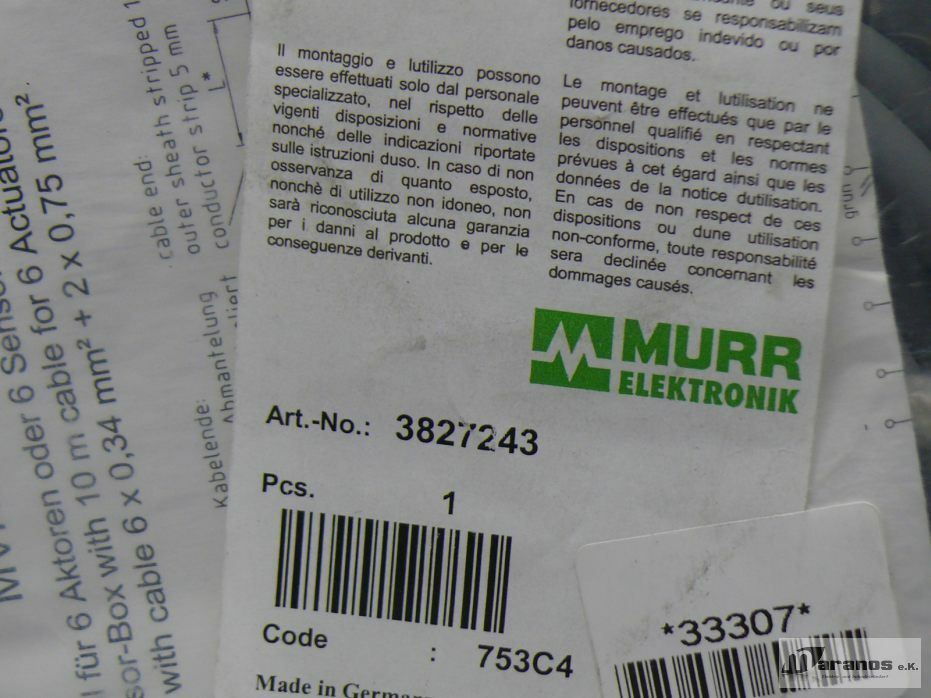 fornecedores se responsabilizam
pelo emprego indevido ou por
danos causados.
Il montaggio e lutilizzo possono
essere effettuati solo dal personale
specializzato, nel rispetto delle
vigenti disposizioni e normative
nonché delle indicazioni riportate
sulle istruzioni duso. In caso di non
osservanza di quanto esposto,
nonchè di utilizzo non idoneo, non
sarà riconosciuta alcuna garanzia
per i danni al prodotto e per le
conseguenze derivanti.
Le montage et lutilisation ne
peuvent être effectués que par le
personnel qualifié en respectant
les dispositions et les normes
prévues à cet égard ainsi que les
données de la notice dutilisation.
En cas de non respect de ces
dispositions ou dune utilisation
non-conforme, toute responsabilité
sera declinée concernant les
dommages causés.
MURR
ELEKTRONIK
Art.-No.: 3827243
Pcs. 1
Code : 753C4
Made in Germany
*33307*
Maranos e.K.
cable end:
outer sheath stripped 1
conductor strip 5 mm
L*
Kabelende:
Abmantelung
für 6 Aktoren oder 6 Sensor
sor-Box with 10 m cable for 6 Actuator
with cable 6 x 0,34 mm² + 2 x 0,75 mm².